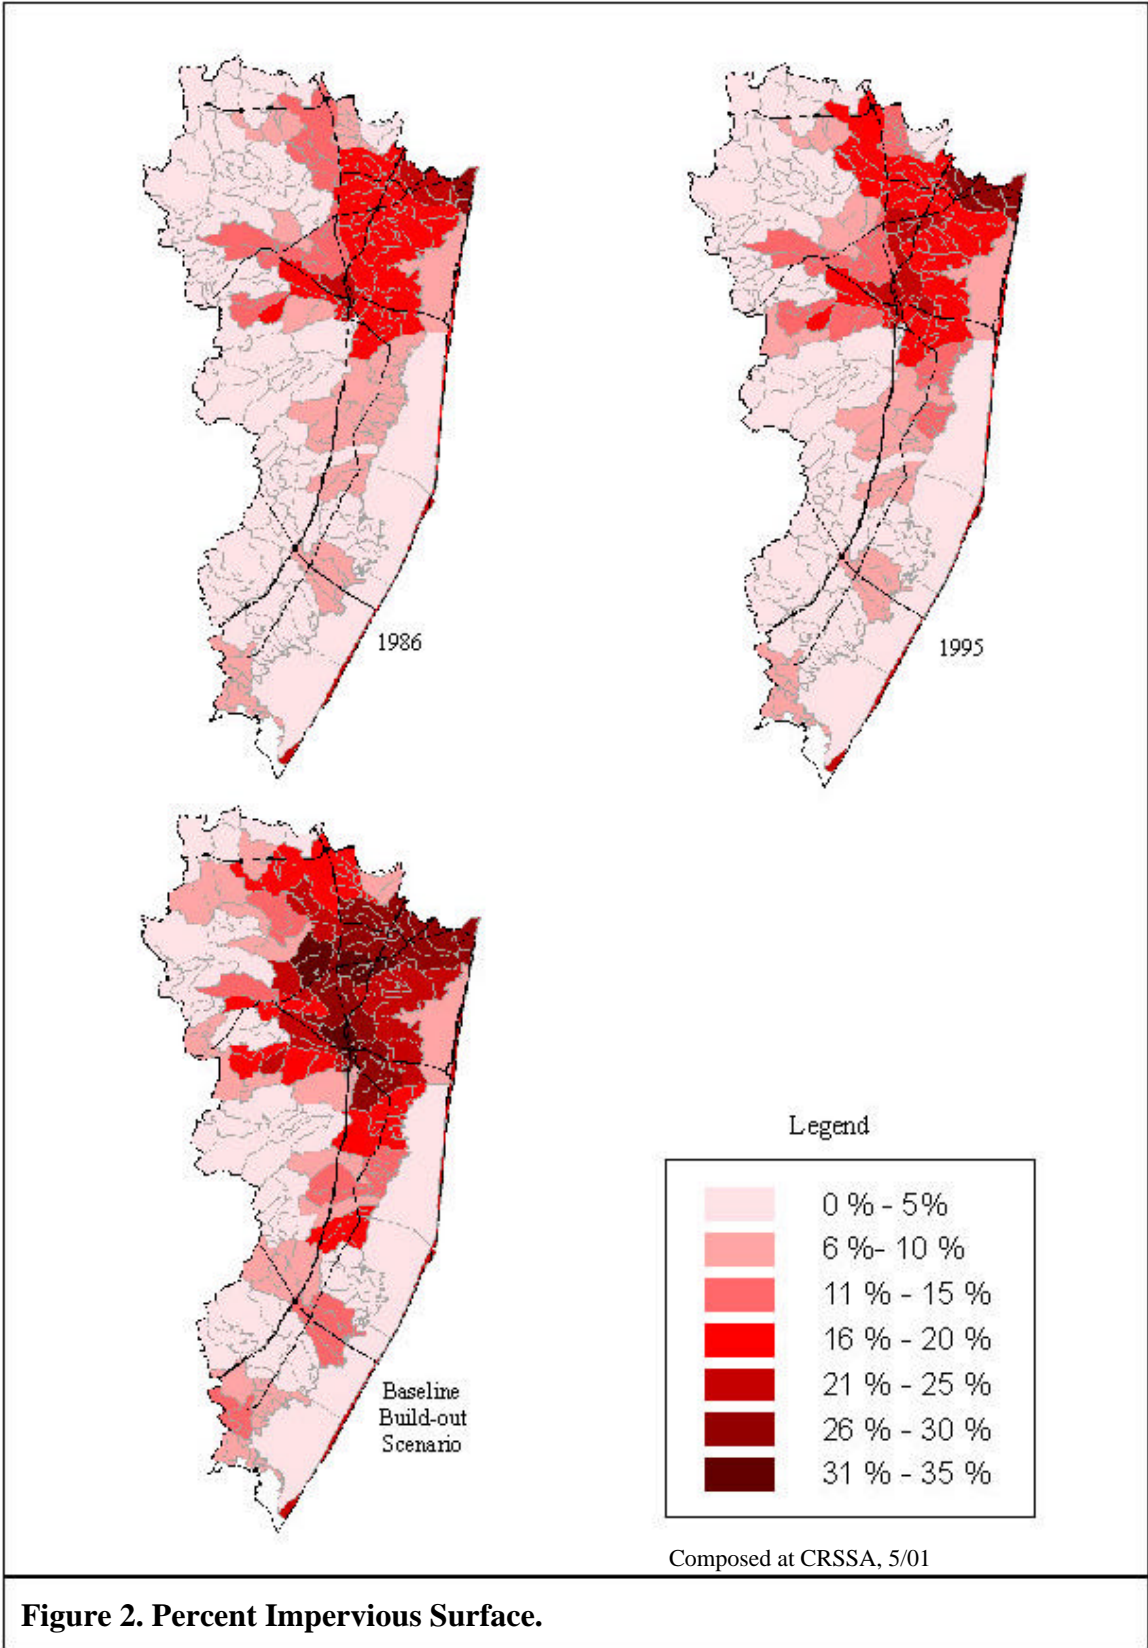 1986
1995
Baseline
Build-out
Scenario
Legend
0 % - 5%
6 %- 10 %
11 % - 15 %
16 % - 20 %
21 % - 25 %
26 % - 30 %
31 % - 35 %
Composed at CRSSA, 5/01
Figure 2. Percent Impervious Surface.